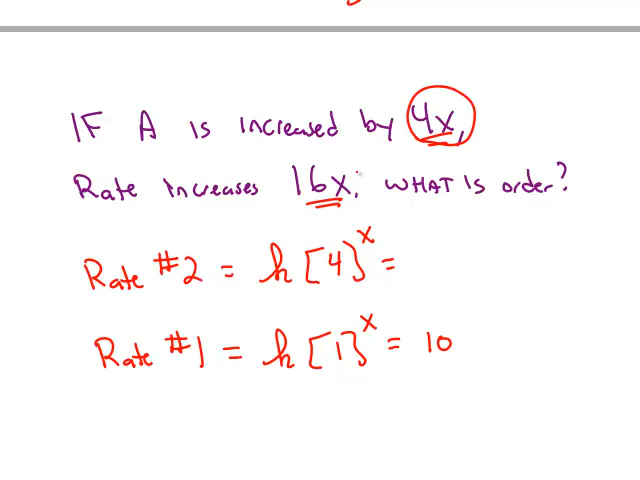 IF A is increased by 4x,
Rate increases 16x; WHAT IS order?
Rate #2 = k[4]^x =
Rate #1 = k[1]^x = 10